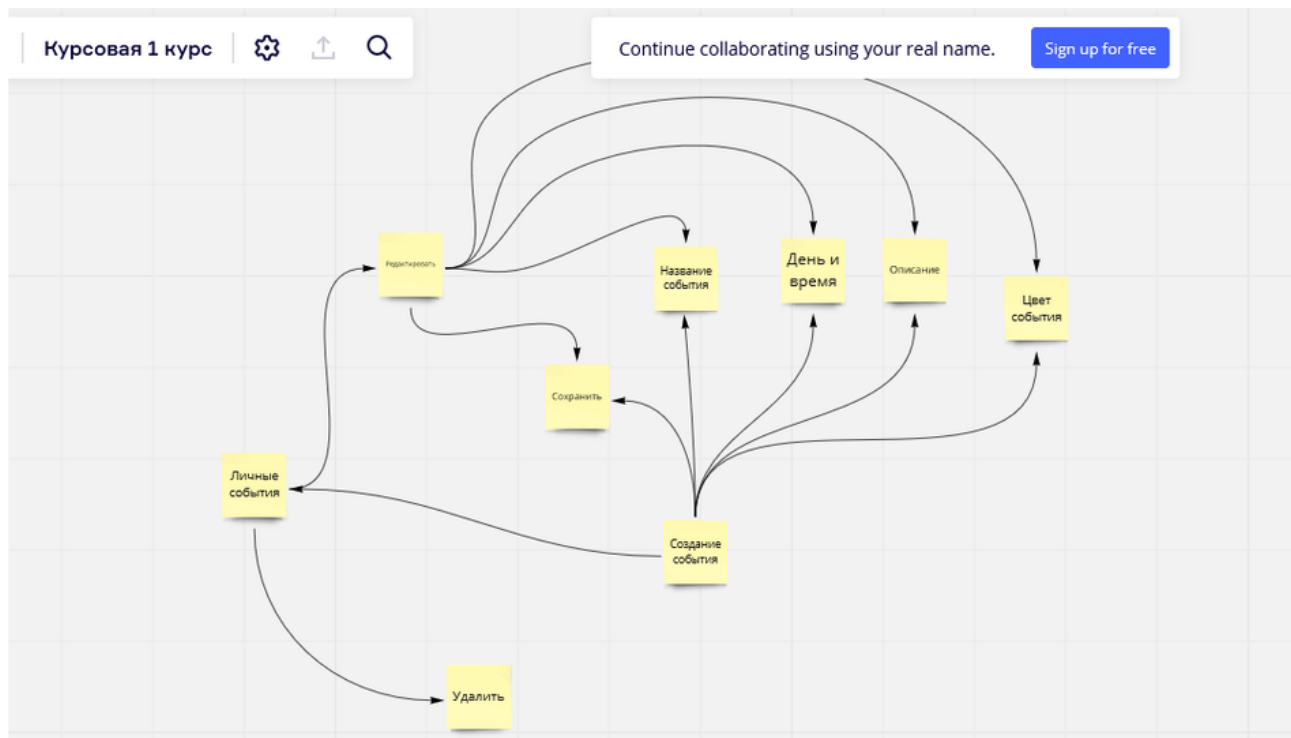 Курсовая 1 курс
Continue collaborating using your real name.
Sign up for free
Редактировать
Название
события
День и
время
Описание
Цвет
события
Сохранить
Личные
события
Создание
события
Удалить